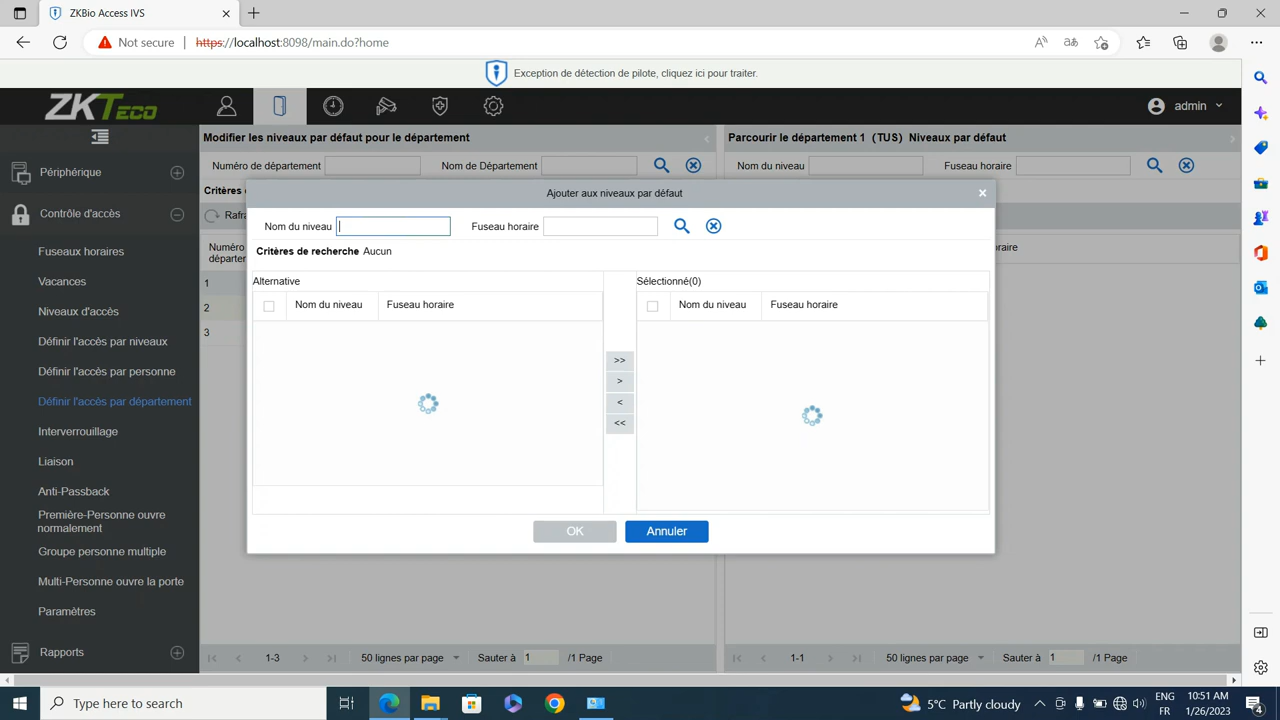 ZKBio Access IVS
Not secure https://localhost:8098/main.do?home
Exception de détection de pilote, cliquez ici pour traiter.
ZKTeco
admin
Périphérique
Contrôle d'accès
Fuseaux horaires
Vacances
Niveaux d'accès
Définir l'accès par niveaux
Définir l'accès par personne
Définir l'accès par département
Interverrouillage
Liaison
Anti-Passback
Première-Personne ouvre
normalement
Groupe personne multiple
Multi-Personne ouvre la porte
Paramètres
Rapports
Modifier les niveaux par défaut pour le département
Numéro de département Nom de Département
Critères
Rafra
Numéro
départer
1
2
3
1-3 50 lignes par page Sauter à 1 /1 Page
Parcourir le département 1 (TUS) Niveaux par défaut
Nom du niveau Fuseau horaire
oraire
1-1 50 lignes par page Sauter à 1 /1 Page
Ajouter aux niveaux par défaut
Nom du niveau Fuseau horaire
Critères de recherche Aucun
Alternative
Nom du niveau Fuseau horaire
>>
>
<
<<
Sélectionné(0)
Nom du niveau Fuseau horaire
OK Annuler
Type here to search
5°C Partly cloudy
ENG
FR
10:51 AM
1/26/2023
4